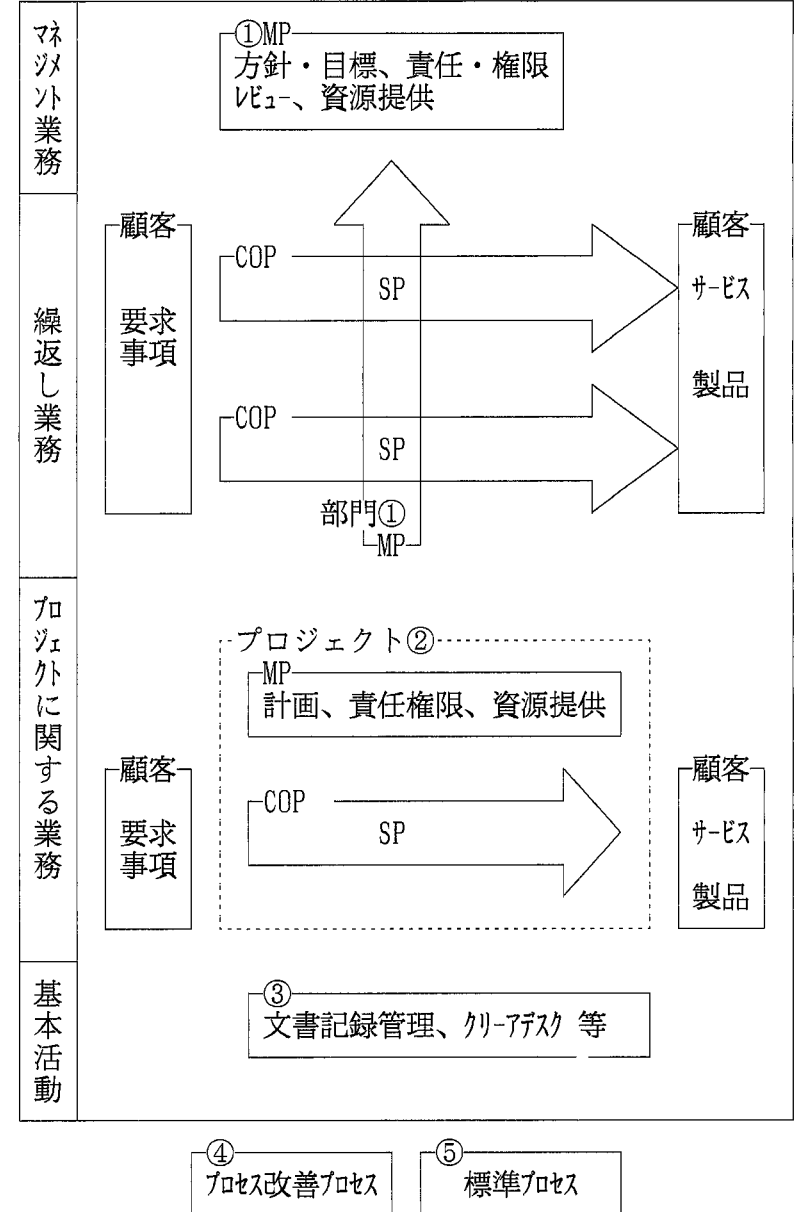 マネジメント業務
①MP
方針・目標、責任・権限
レビュー、資源提供
繰返し業務
顧客
要求
事項
COP
SP
COP
SP
部門①
MP
顧客
サービス
製品
プロジェクトに関する業務
プロジェクト②
MP
計画、責任権限、資源提供
顧客
要求
事項
COP
SP
顧客
サービス
製品
基本活動
③
文書記録管理、クリーアデスク 等
④
プロセス改善プロセス
⑤
標準プロセス